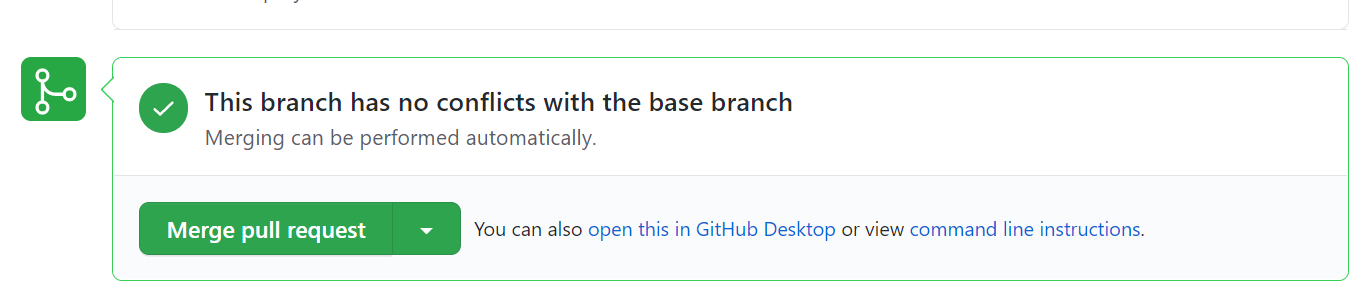 This branch has no conflicts with the base branch
Merging can be performed automatically.
Merge pull request
You can also open this in GitHub Desktop or view command line instructions.